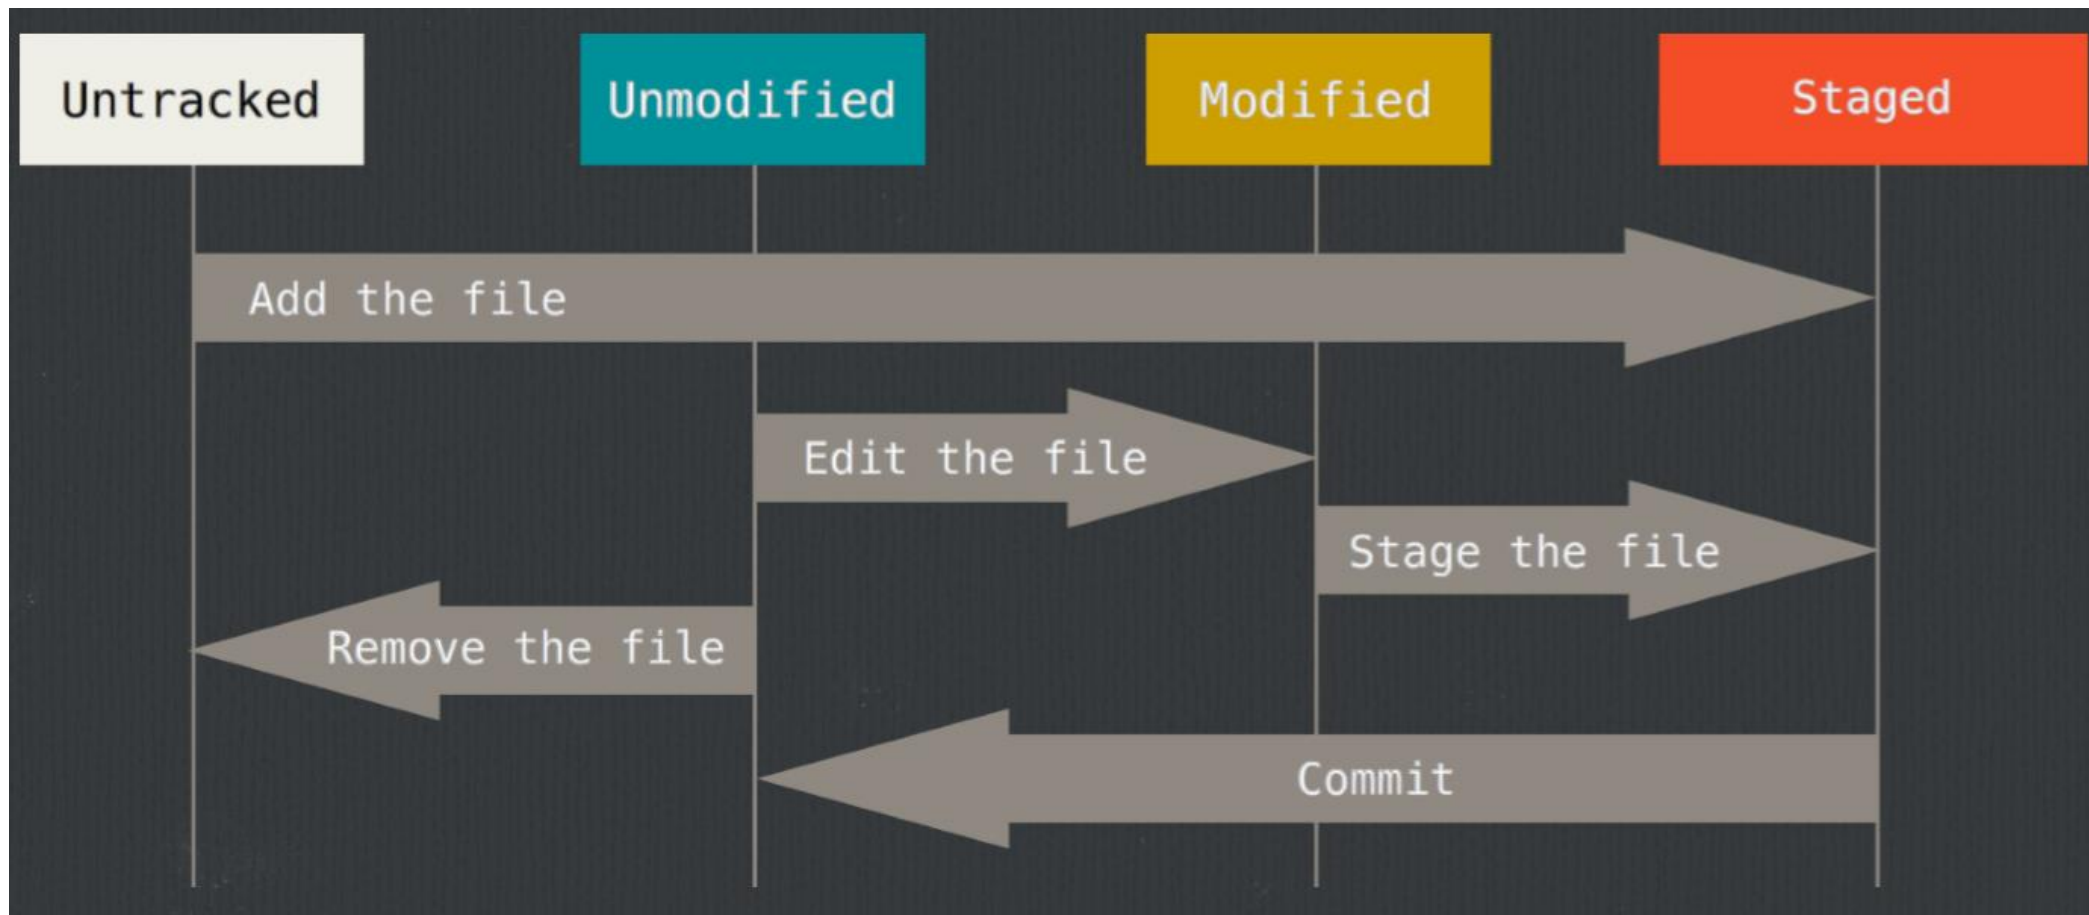 Untracked
Unmodified
Modified
Staged
Add the file
Edit the file
Stage the file
Remove the file
Commit